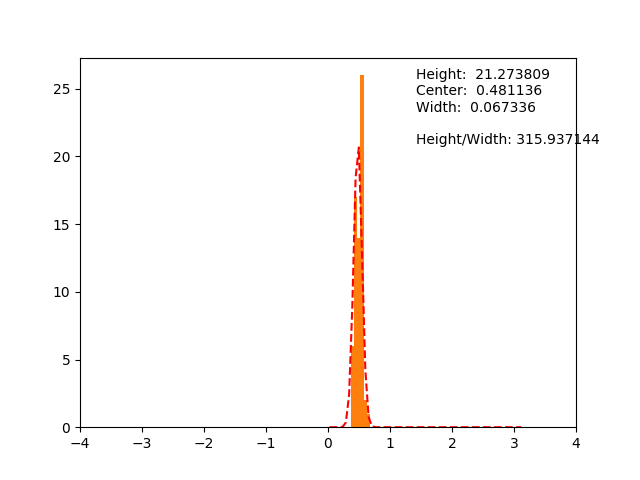 Height:  21.273809
Center:  0.481136
Width:  0.067336
Height/Width: 315.937144
25
20
15
10
5
0
−4 −3 −2 −1 0 1 2 3 4